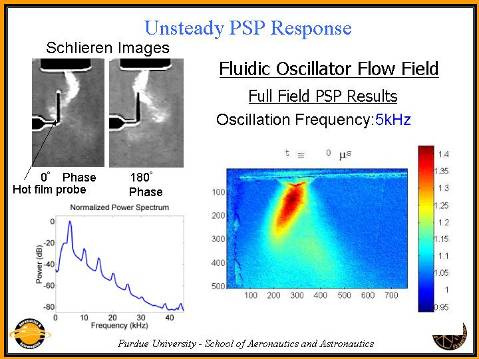 Unsteady PSP Response
Schlieren Images
0° Phase
180°
Phase
Hot film probe
Fluidic Oscillator Flow Field
Full Field PSP Results
Oscillation Frequency:5kHz
t ≡ 0 μs
100
200
300
400
500
100 200 300 400 500 600 700
1.4
1.35
1.3
1.25
1.2
1.15
1.1
1.05
1
0.95
Normalized Power Spectrum
Power (dB)
0
-20
-40
-60
-80
0 10 20 30 40
Frequency (kHz)
Purdue University - School of Aeronautics and Astronautics